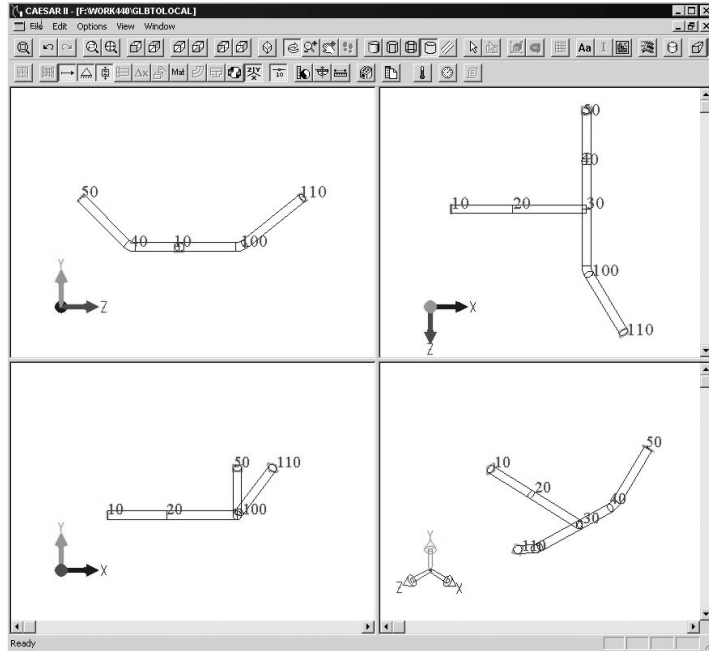 CAESAR II - [F:\WORK440\GLBTOLOCAL]
File Edit Options View Window
Aa
Mat
50
110
40 10 100
Y
Z
50
40
10 20 30
100
110
X
Z
50 110
10 20 100
Y
X
50
10
20
40
30
110
Y
Z
X
Ready